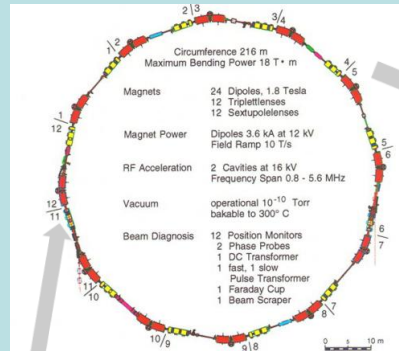 2/3
3/4
1/2
4/5
Circumference 216 m
Maximum Bending Power 18 T • m
Magnets 24 Dipoles, 1.8 Tesla
12 Triplettlenses
12 Sextupolelenses
1/12
5/6
Magnet Power Dipoles 3.6 kA at 12 kV
Field Ramp 10 T/s
RF Acceleration 2 Cavities at 16 kV
Frequency Span 0.8 - 5.6 MHz
12/11
Vacuum operational 10⁻¹⁰ Torr
bakable to 300° C
6/7
Beam Diagnosis 12 Position Monitors
2 Phase Probes
1 DC Transformer
1 fast, 1 slow
Pulse Transformer
1 Faraday Cup
1 Beam Scraper
11/10
8/7
10/9
9/8
0 5 10 m